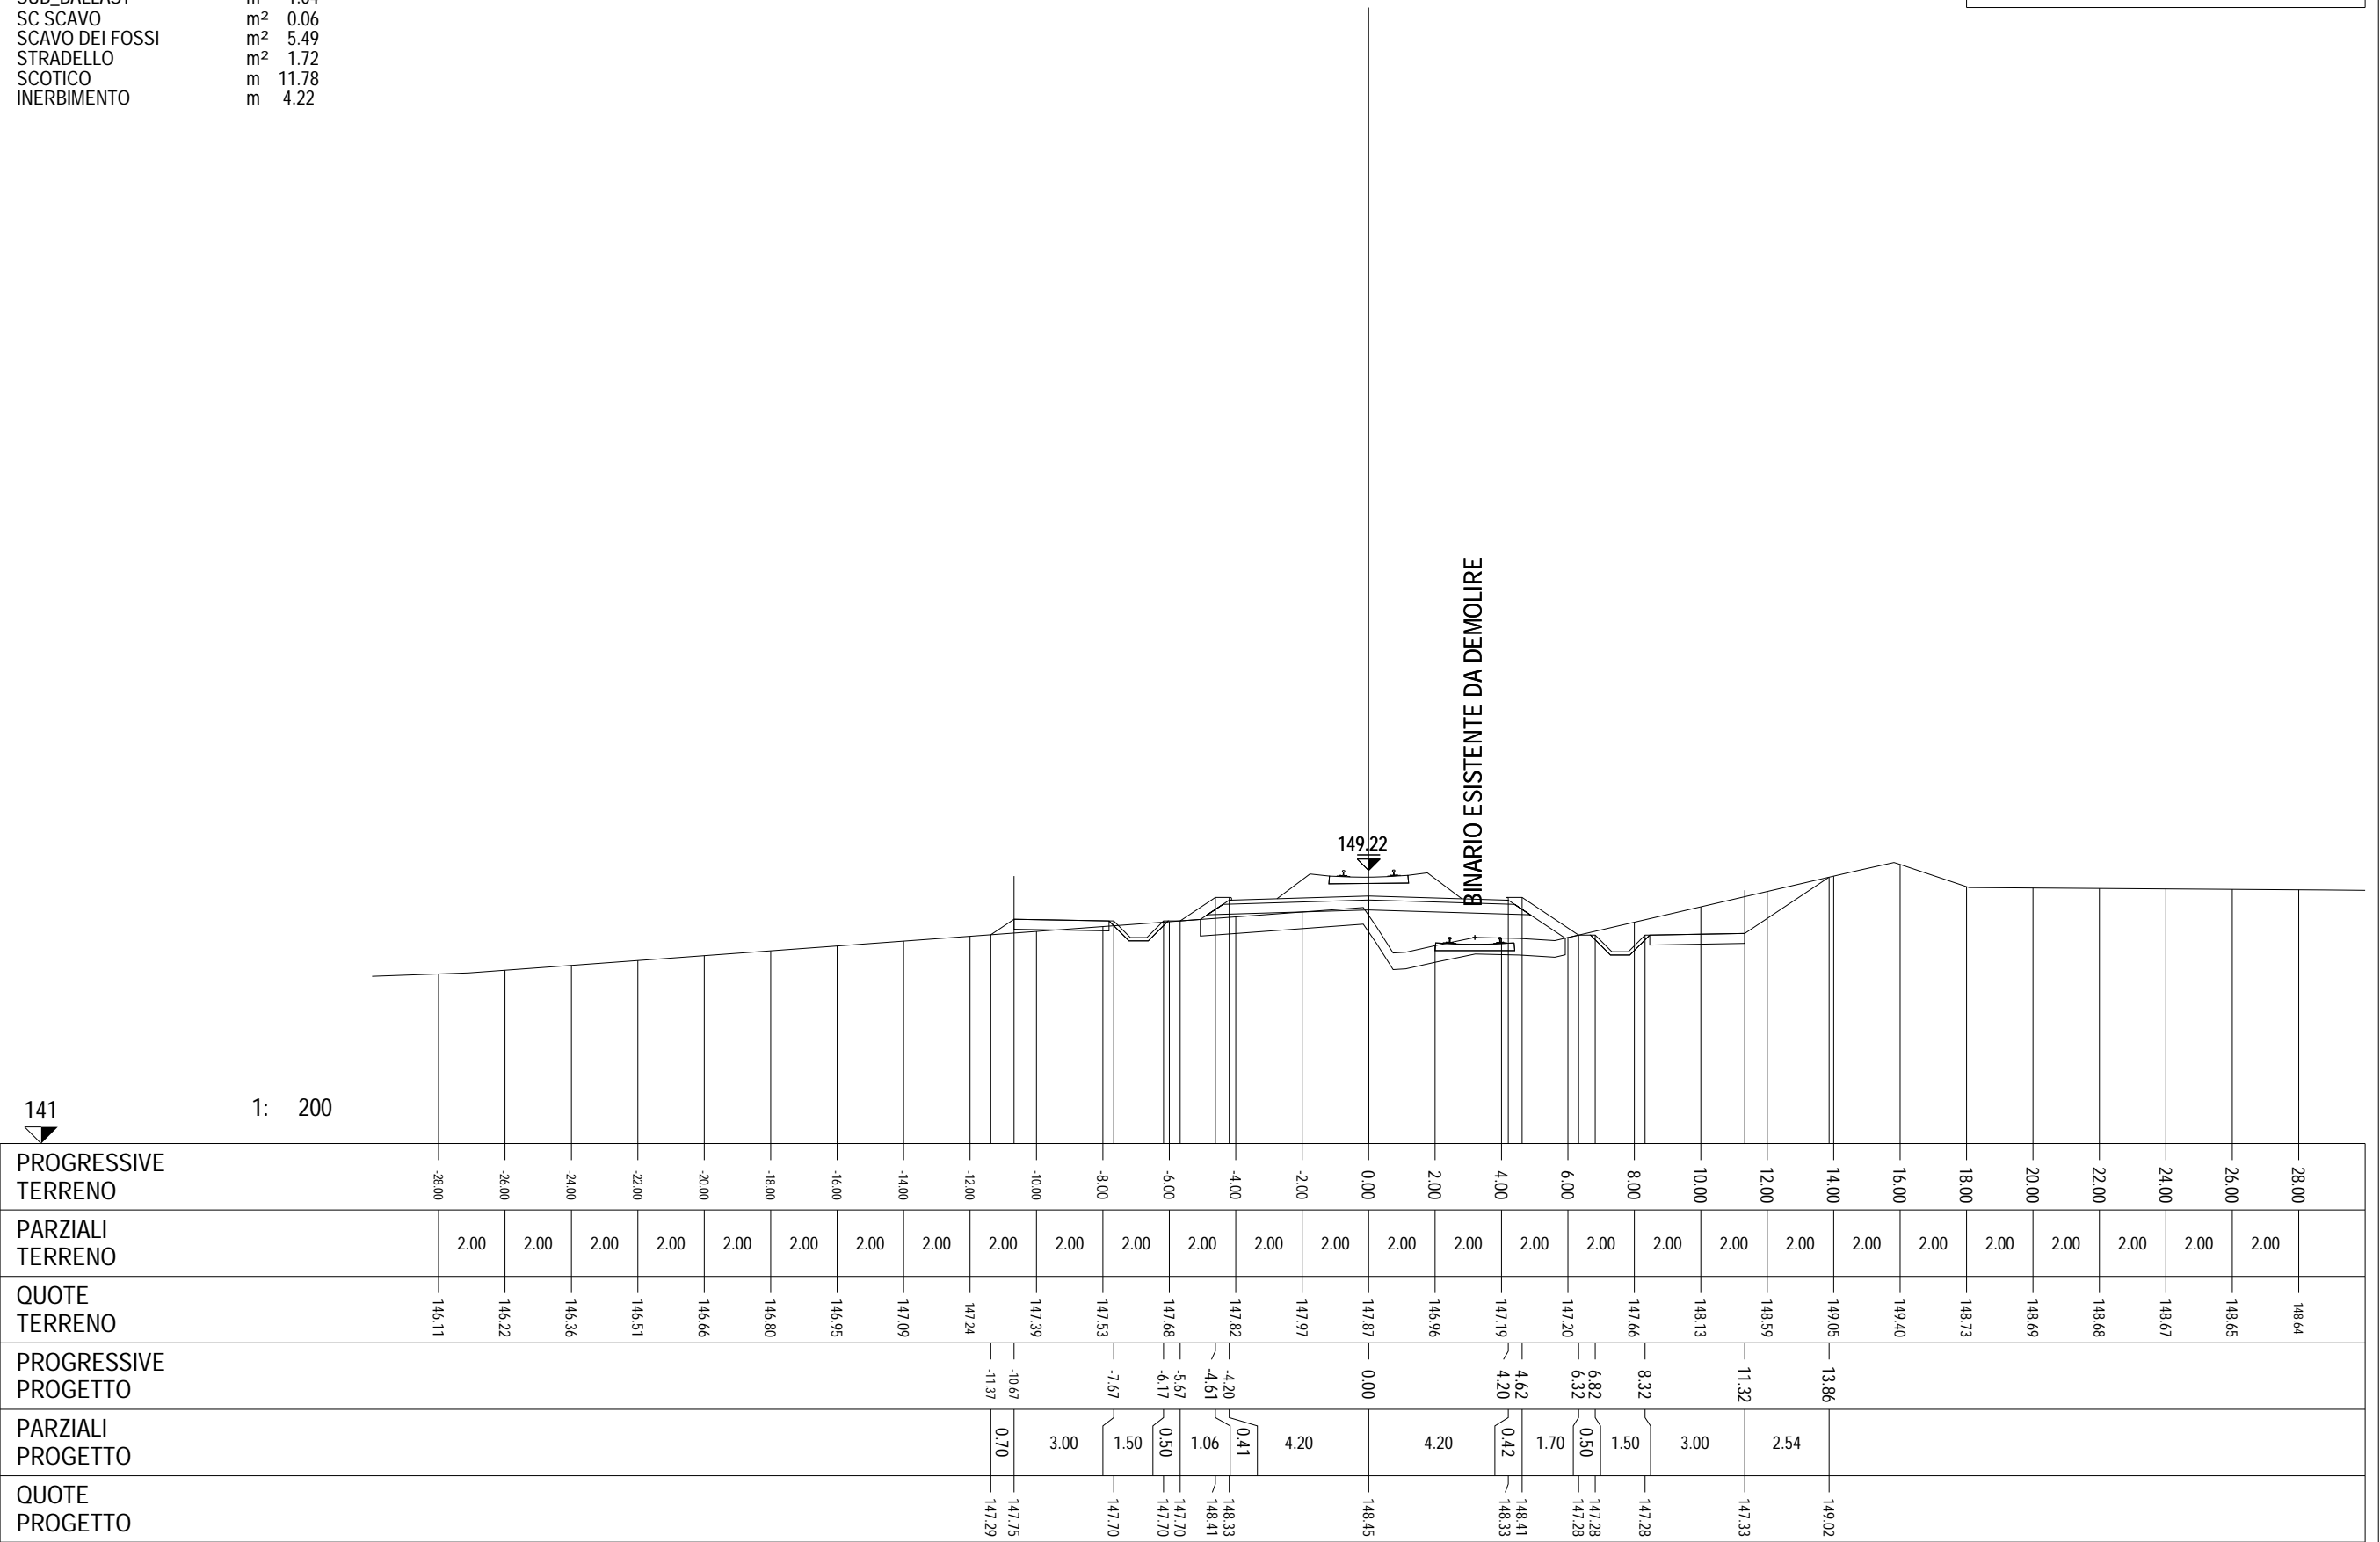 SC SCAVO m² 0.06
SCAVO DEI FOSSI m² 5.49
STRADELLO m² 1.72
SCOTICO m 11.78
INERBIMENTO m 4.22
BINARIO ESISTENTE DA DEMOLIRE
149.22
141 1: 200
PROGRESSIVE
TERRENO
-28.00 -26.00 -24.00 -22.00 -20.00 -18.00 -16.00 -14.00 -12.00 -10.00 -8.00 -6.00 -4.00 -2.00 0.00 2.00 4.00 6.00 8.00 10.00 12.00 14.00 16.00 18.00 20.00 22.00 24.00 26.00 28.00
PARZIALI
TERRENO
2.00 2.00 2.00 2.00 2.00 2.00 2.00 2.00 2.00 2.00 2.00 2.00 2.00 2.00 2.00 2.00 2.00 2.00 2.00 2.00 2.00 2.00 2.00 2.00 2.00 2.00 2.00 2.00
QUOTE
TERRENO
146.11 146.22 146.36 146.51 146.66 146.80 146.95 147.09 147.24 147.39 147.53 147.68 147.82 147.97 147.87 146.96 147.19 147.20 147.66 148.13 148.59 149.05 149.40 148.73 148.69 148.68 148.67 148.65 148.64
PROGRESSIVE
PROGETTO
-11.37 -10.67 -7.67 -6.17 -5.67 -4.61 -4.20 0.00 4.20 4.62 6.32 6.82 8.32 11.32 13.86
PARZIALI
PROGETTO
0.70 3.00 1.50 0.50 1.06 0.41 4.20 4.20 0.42 1.70 0.50 1.50 3.00 2.54
QUOTE
PROGETTO
147.29 147.75 147.70 147.70 147.70 148.41 148.33 148.45 148.33 148.41 147.28 147.28 147.28 147.33 149.02